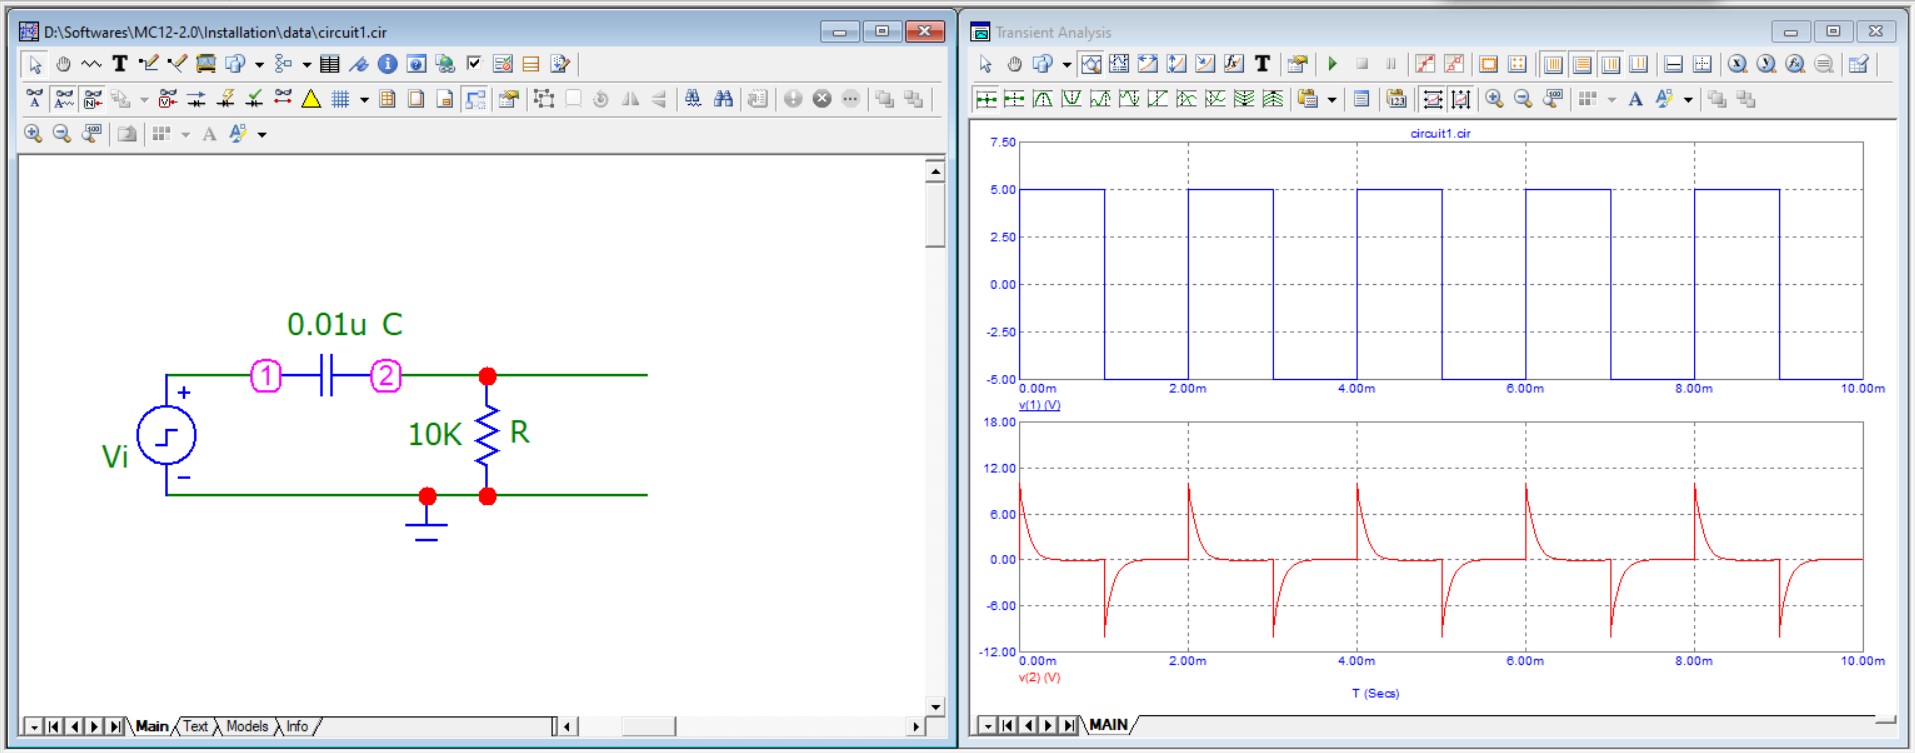 D:\Softwares\MC12-2.0\Installation\data\circuit1.cir
0.01u C
1
2
+
Vi
10K
R
Main
Text
Models
Info
Transient Analysis
circuit1.cir
7.50
5.00
2.50
0.00
-2.50
-5.00
0.00m 2.00m 4.00m 6.00m 8.00m 10.00m
v(1) (V)
18.00
12.00
6.00
0.00
-6.00
-12.00
0.00m 2.00m 4.00m 6.00m 8.00m 10.00m
v(2) (V)
T (Secs)
MAIN